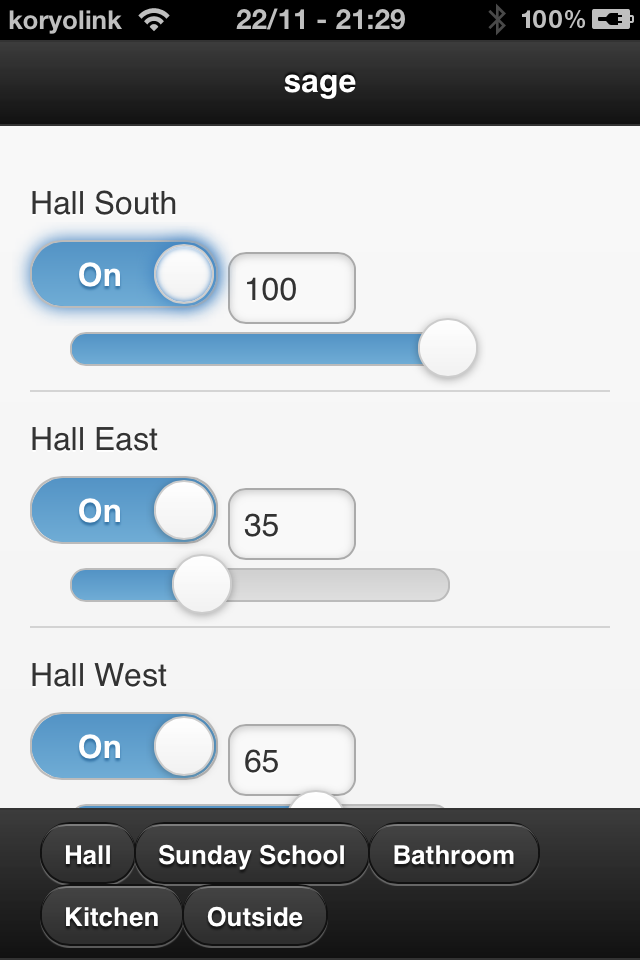 koryolink 22/11 - 21:29 100%
sage
Hall South
On 100
Hall East
On 35
Hall West
On 65
Hall Sunday School Bathroom
Kitchen Outside